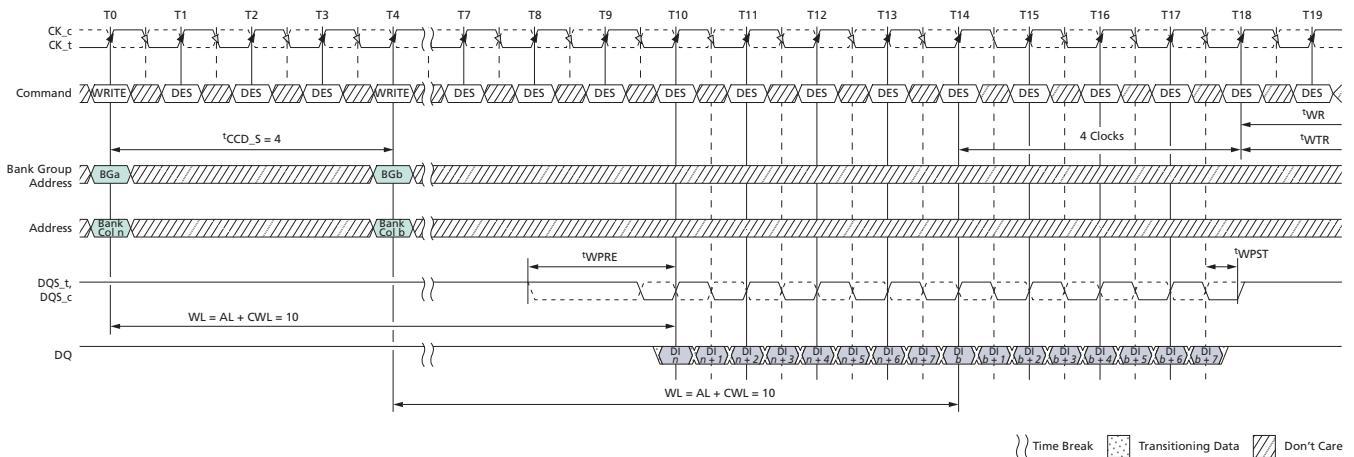 T0 T1 T2 T3 T4 T7 T8 T9 T10 T11 T12 T13 T14 T15 T16 T17 T18 T19
CK_c
CK_t
Command WRITE DES DES DES WRITE DES DES DES DES DES DES DES DES DES DES DES DES DES
tWR
tCCD_S = 4 4 Clocks tWTR
Bank Group
Address
BGa BGb
Address
Bank
Col n
Bank
Col b
tWPRE tWPST
DQS_t,
DQS_c
WL = AL + CWL = 10
DQ
DI
n
DI
n + 1
DI
n + 2
DI
n + 3
DI
n + 4
DI
n + 5
DI
n + 6
DI
n + 7
DI
b
DI
b + 1
DI
b + 2
DI
b + 3
DI
b + 4
DI
b + 5
DI
b + 6
DI
b + 7
WL = AL + CWL = 10
Time Break Transitioning Data Don't Care